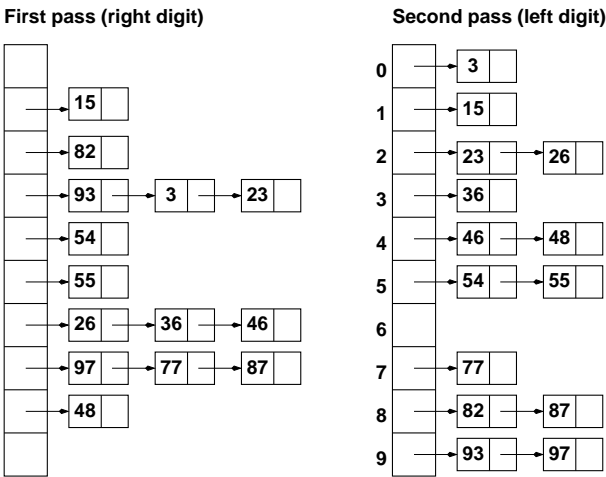 First pass (right digit)
15
82
93 3 23
54
55
26 36 46
97 77 87
48
Second pass (left digit)
0 3
1 15
2 23 26
3 36
4 46 48
5 54 55
6
7 77
8 82 87
9 93 97